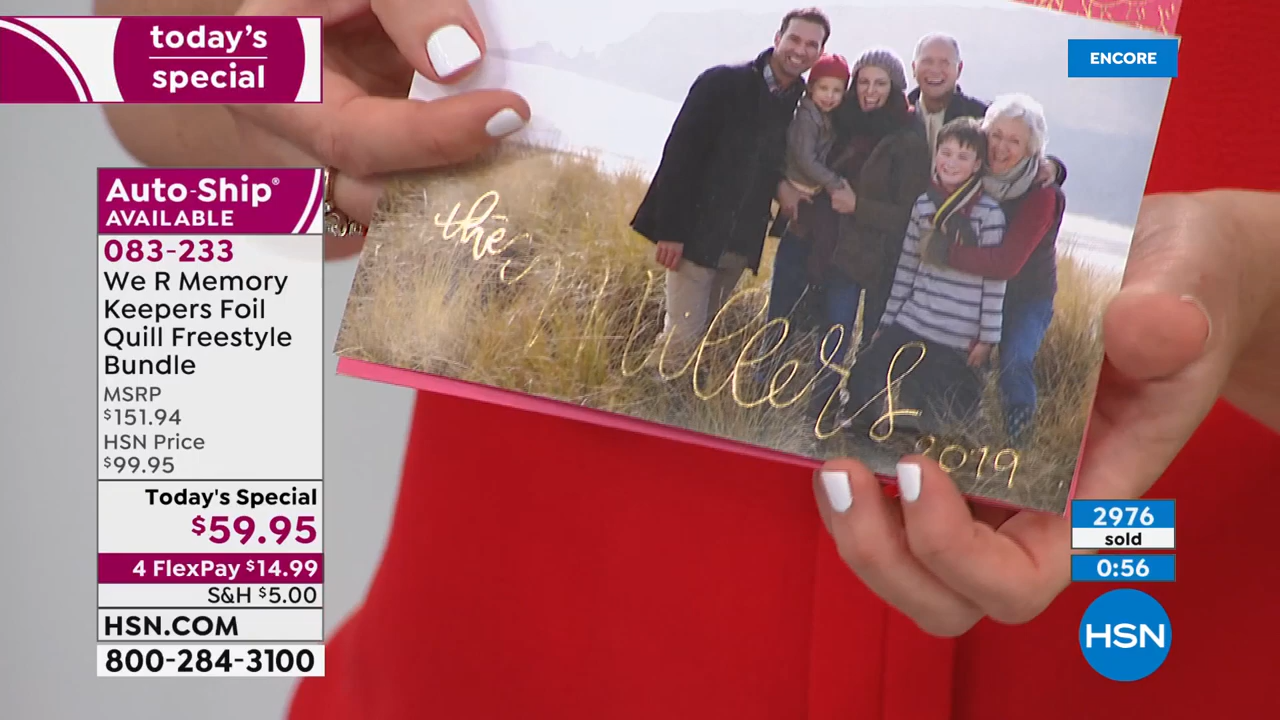 today's
special
ENCORE
Auto-Ship®
AVAILABLE
083-233
We R Memory
Keepers Foil
Quill Freestyle
Bundle
MSRP
$151.94
HSN Price
$99.95
Today's Special
$59.95
4 FlexPay $14.99
S&H $5.00
HSN.COM
800-284-3100
the
Millers
2019
2976
sold
0:56
HSN